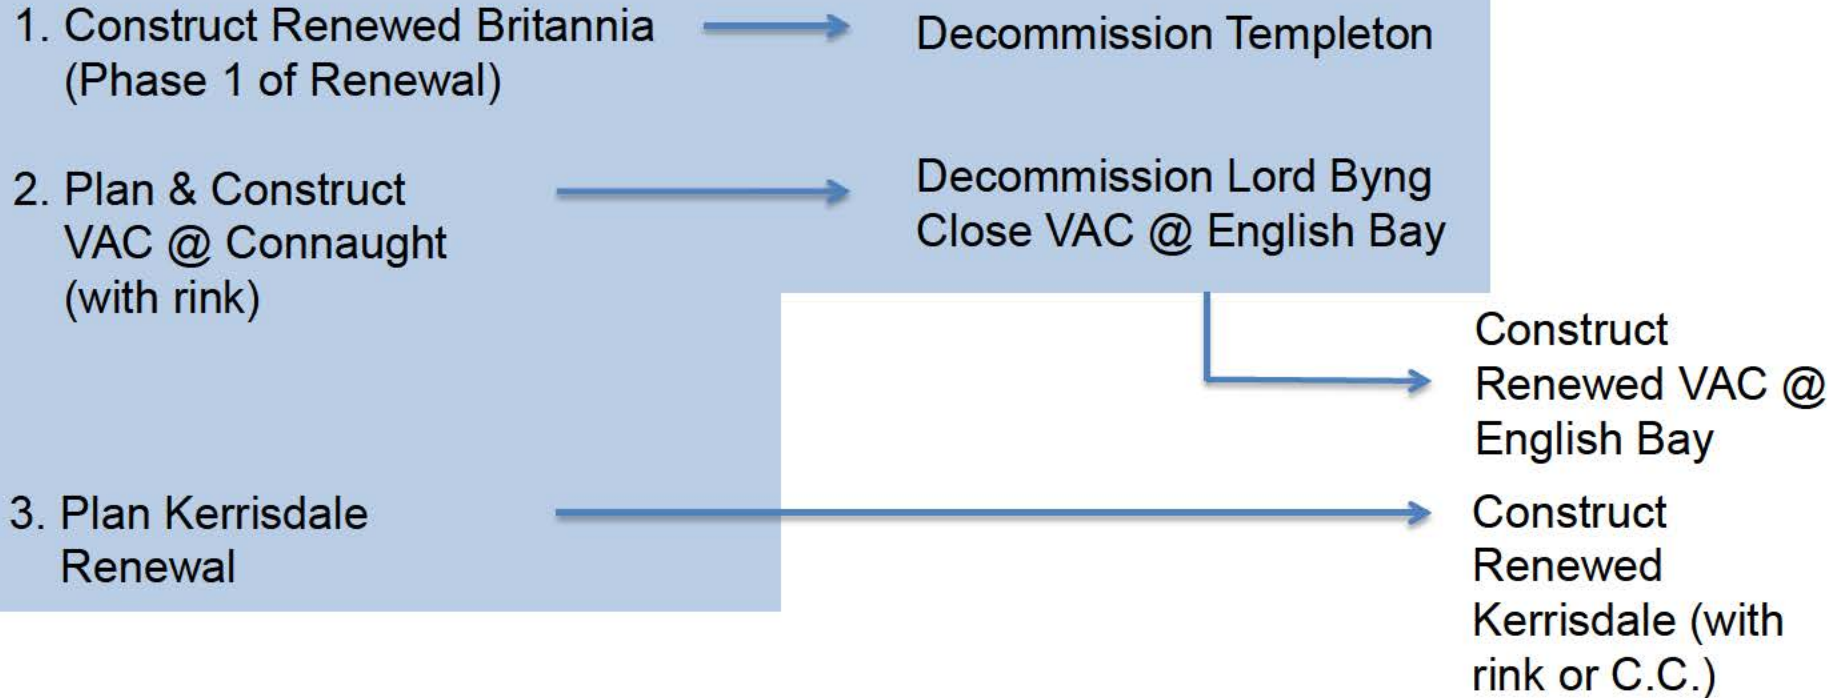 1. Construct Renewed Britannia
(Phase 1 of Renewal)
Decommission Templeton
2. Plan & Construct
VAC @ Connaught
(with rink)
Decommission Lord Byng
Close VAC @ English Bay
Construct
Renewed VAC @
English Bay
3. Plan Kerrisdale
Renewal
Construct
Renewed
Kerrisdale (with
rink or C.C.)